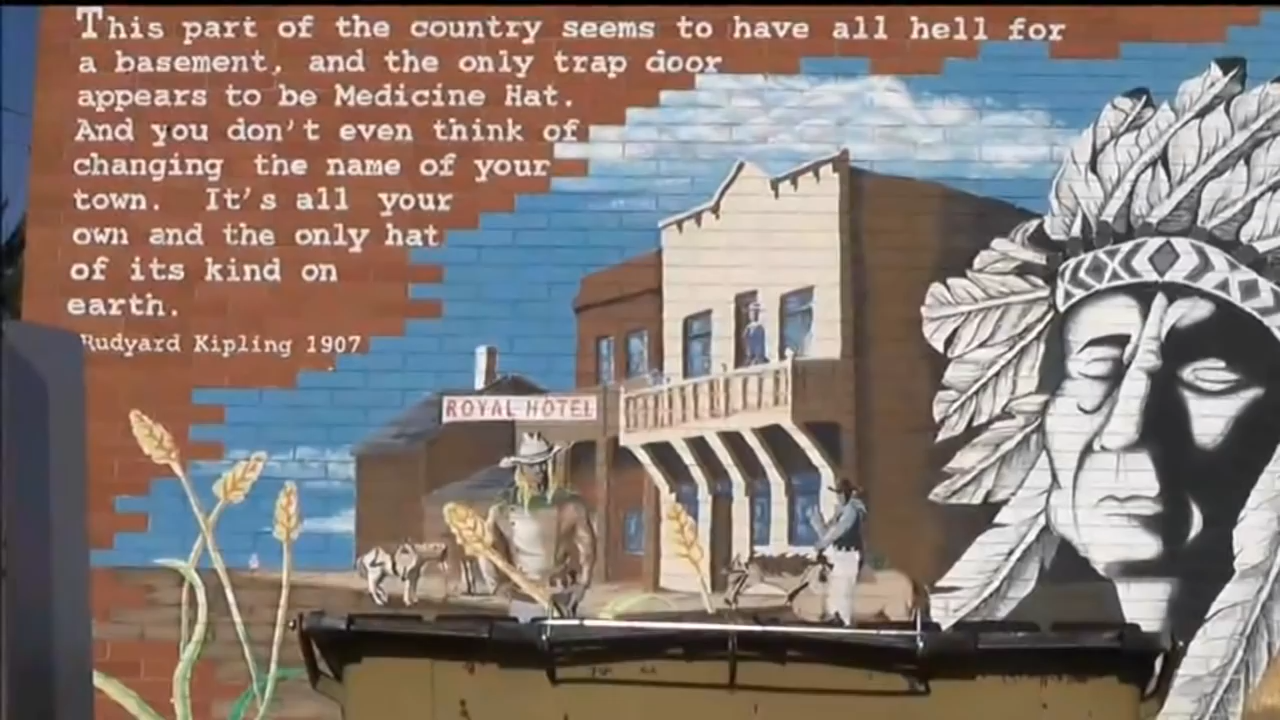 This part of the country seems to have all hell for
a basement, and the only trap door
appears to be Medicine Hat.
And you don't even think of
changing the name of your
town. It's all your
own and the only hat
of its kind on
earth.
Rudyard Kipling 1907
ROYAL HOTEL